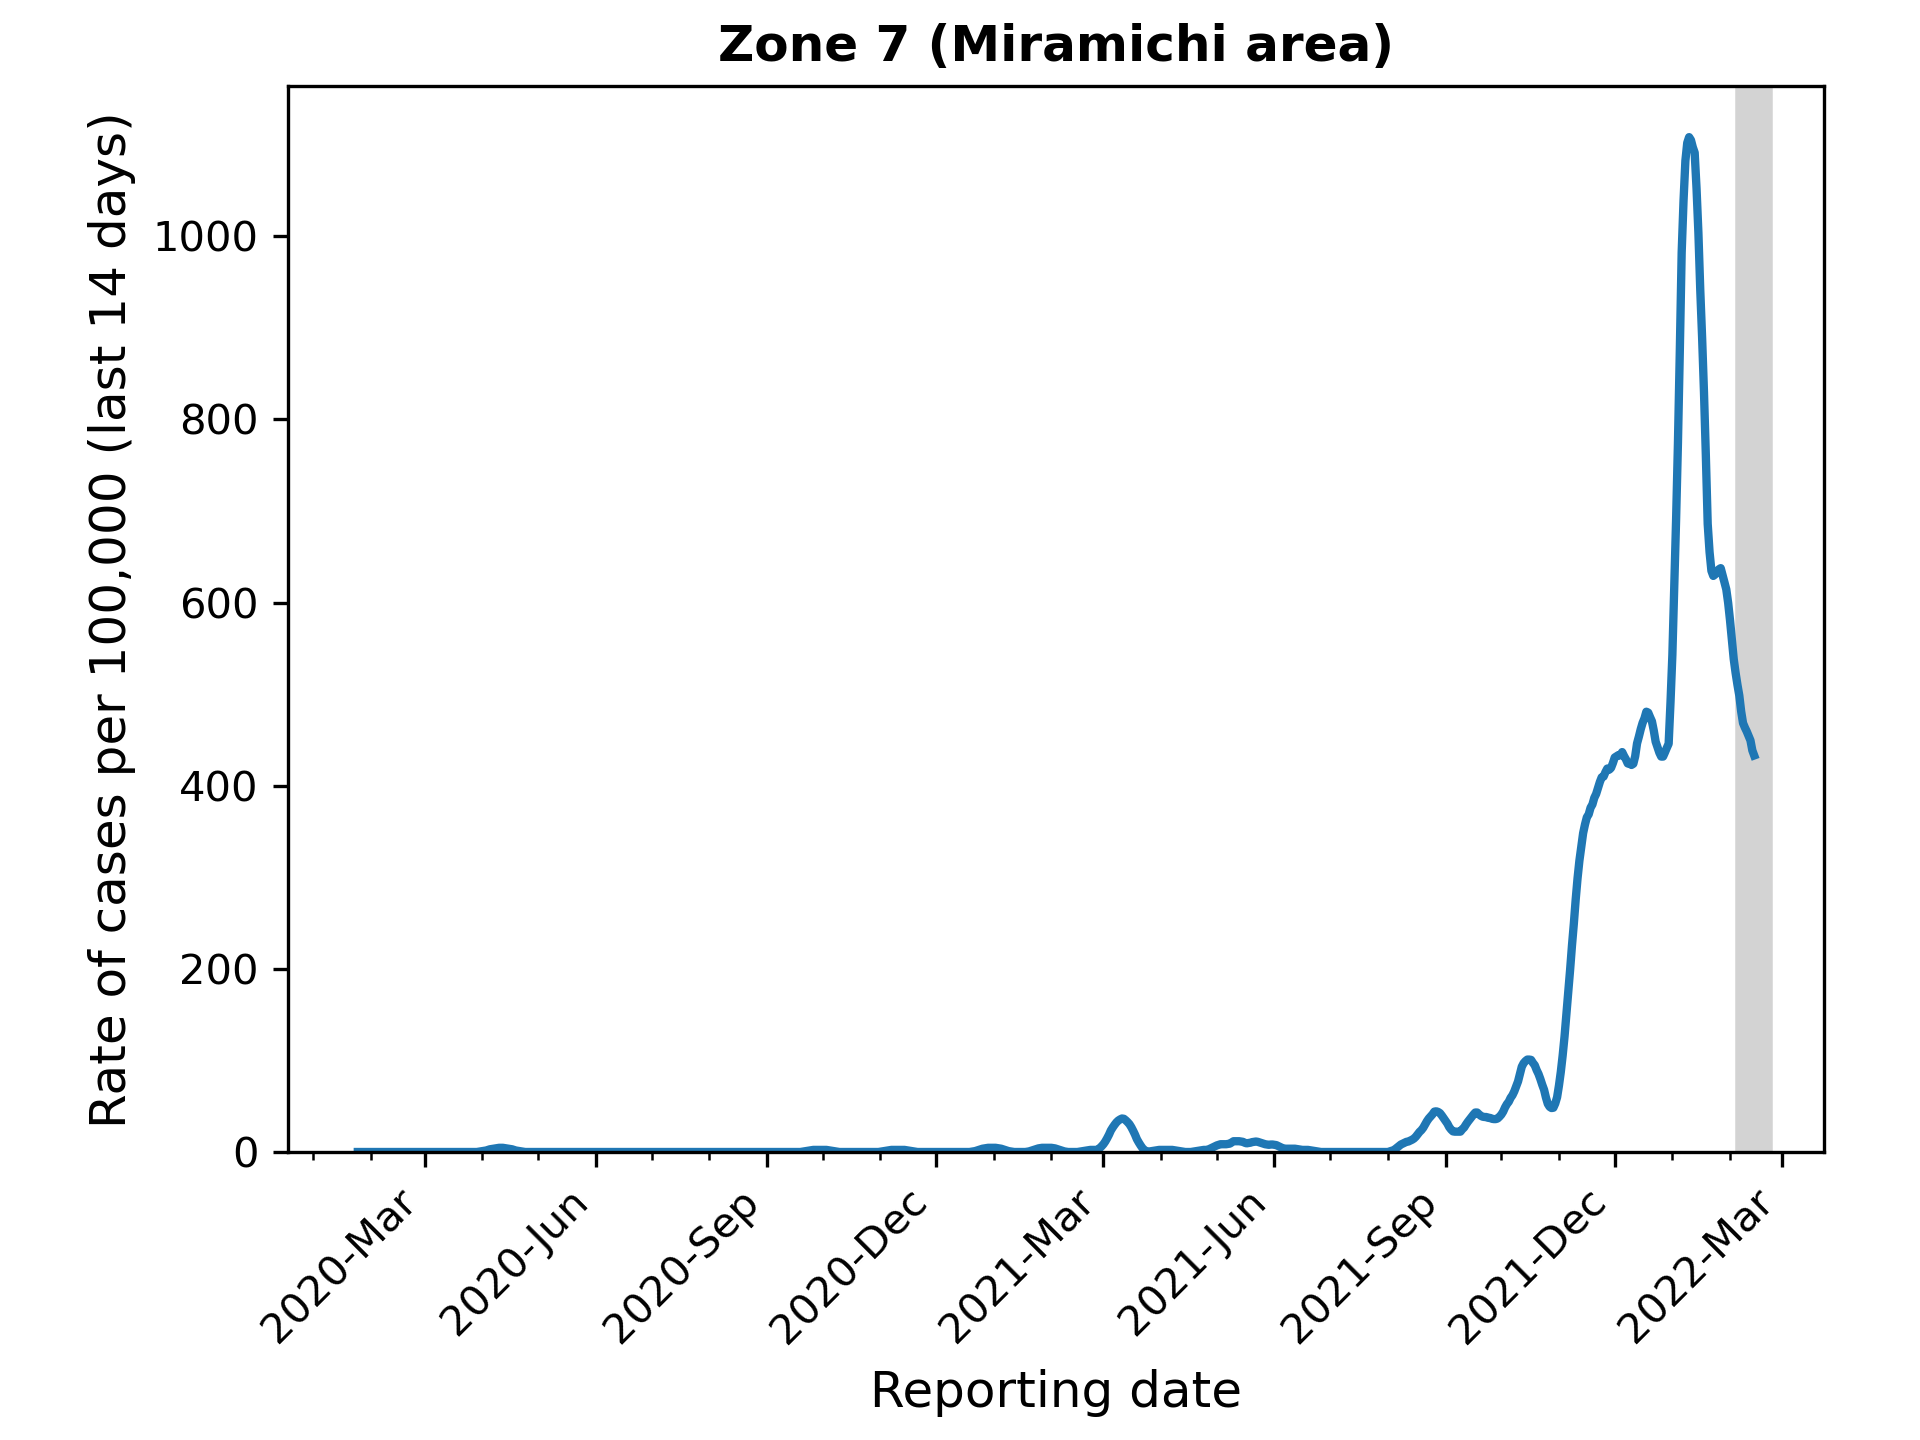 Zone 7 (Miramichi area)
Rate of cases per 100,000 (last 14 days)
1000
800
600
400
200
0
2020-Mar
2020-Jun
2020-Sep
2020-Dec
2021-Mar
2021-Jun
2021-Sep
2021-Dec
2022-Mar
Reporting date